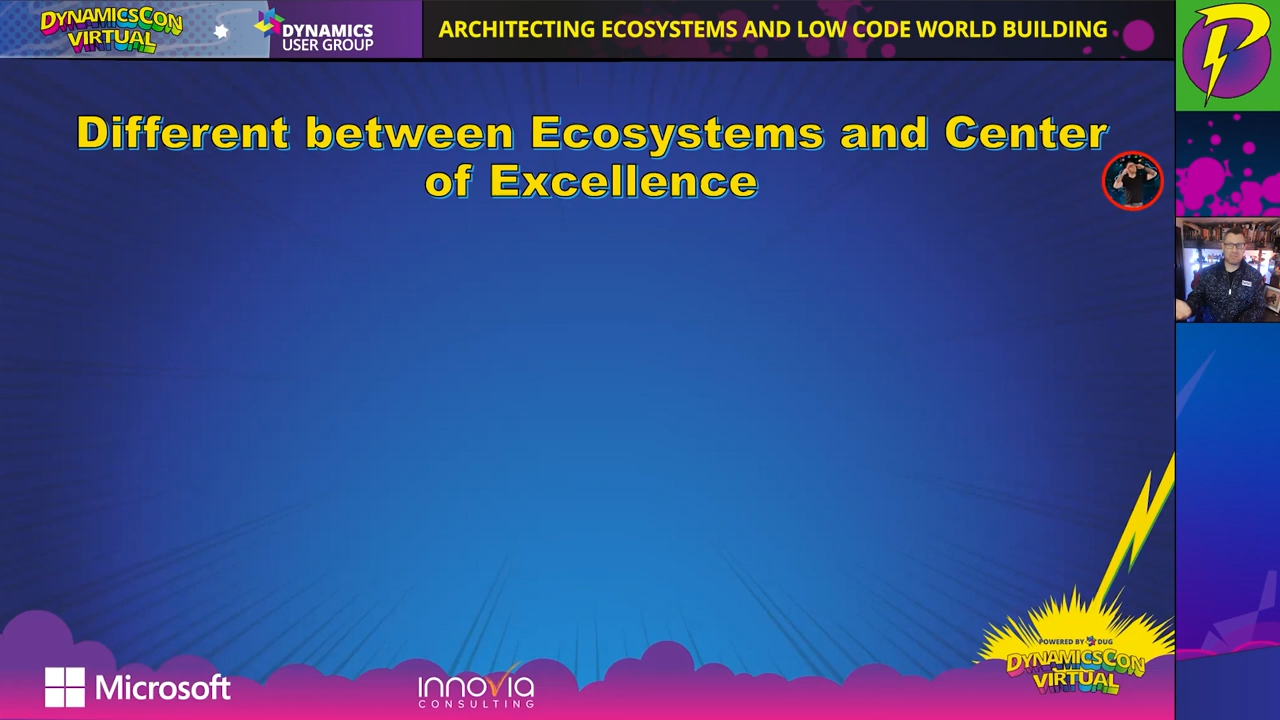 DYNAMICSCON
VIRTUAL
DYNAMICS
USER GROUP
ARCHITECTING ECOSYSTEMS AND LOW CODE WORLD BUILDING
Different between Ecosystems and Center
of Excellence
POWERED BY DUG
DYNAMICSCON
VIRTUAL
Microsoft
innovia
CONSULTING